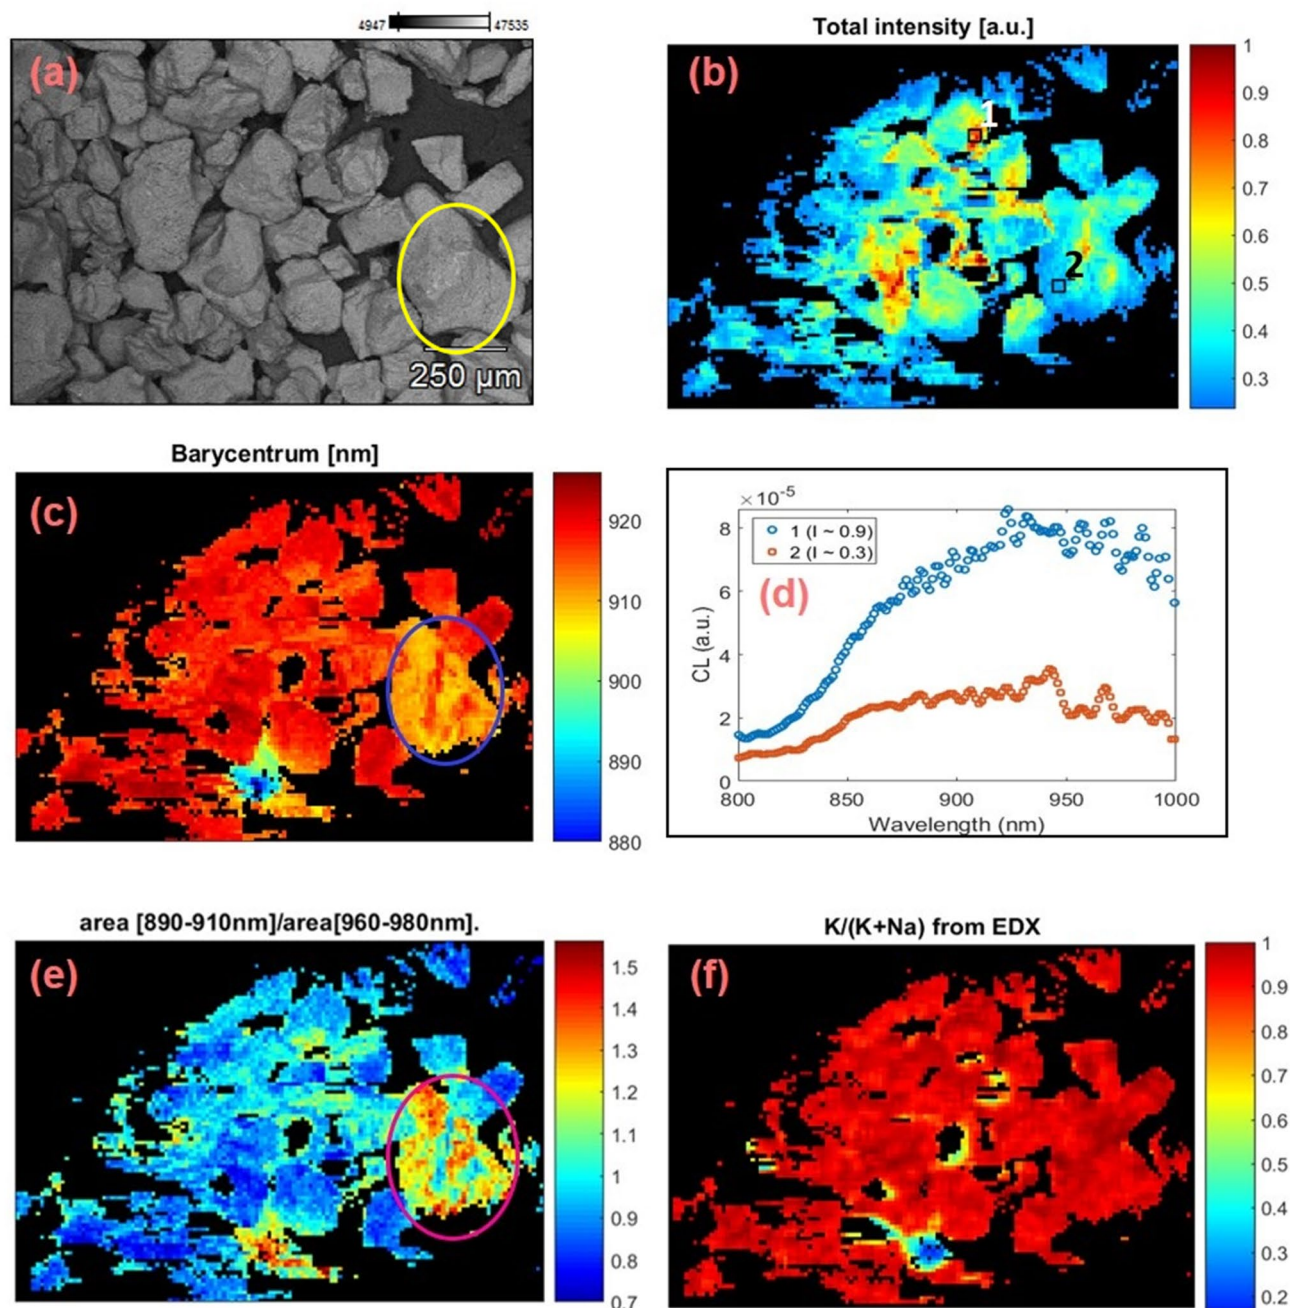 4947 47535
(a)
250 µm
Total intensity [a.u.]
(b)
1
2
1
0.9
0.8
0.7
0.6
0.5
0.4
0.3
Barycentrum [nm]
(c)
920
910
900
890
880
×10-5
8
6
4
2
0
1 (I ~ 0.9)
2 (I ~ 0.3)
(d)
CL (a.u.)
800 850 900 950 1000
Wavelength (nm)
area [890-910nm]/area[960-980nm].
(e)
1.5
1.4
1.3
1.2
1.1
1
0.9
0.8
0.7
K/(K+Na) from EDX
(f)
1
0.9
0.8
0.7
0.6
0.5
0.4
0.3
0.2